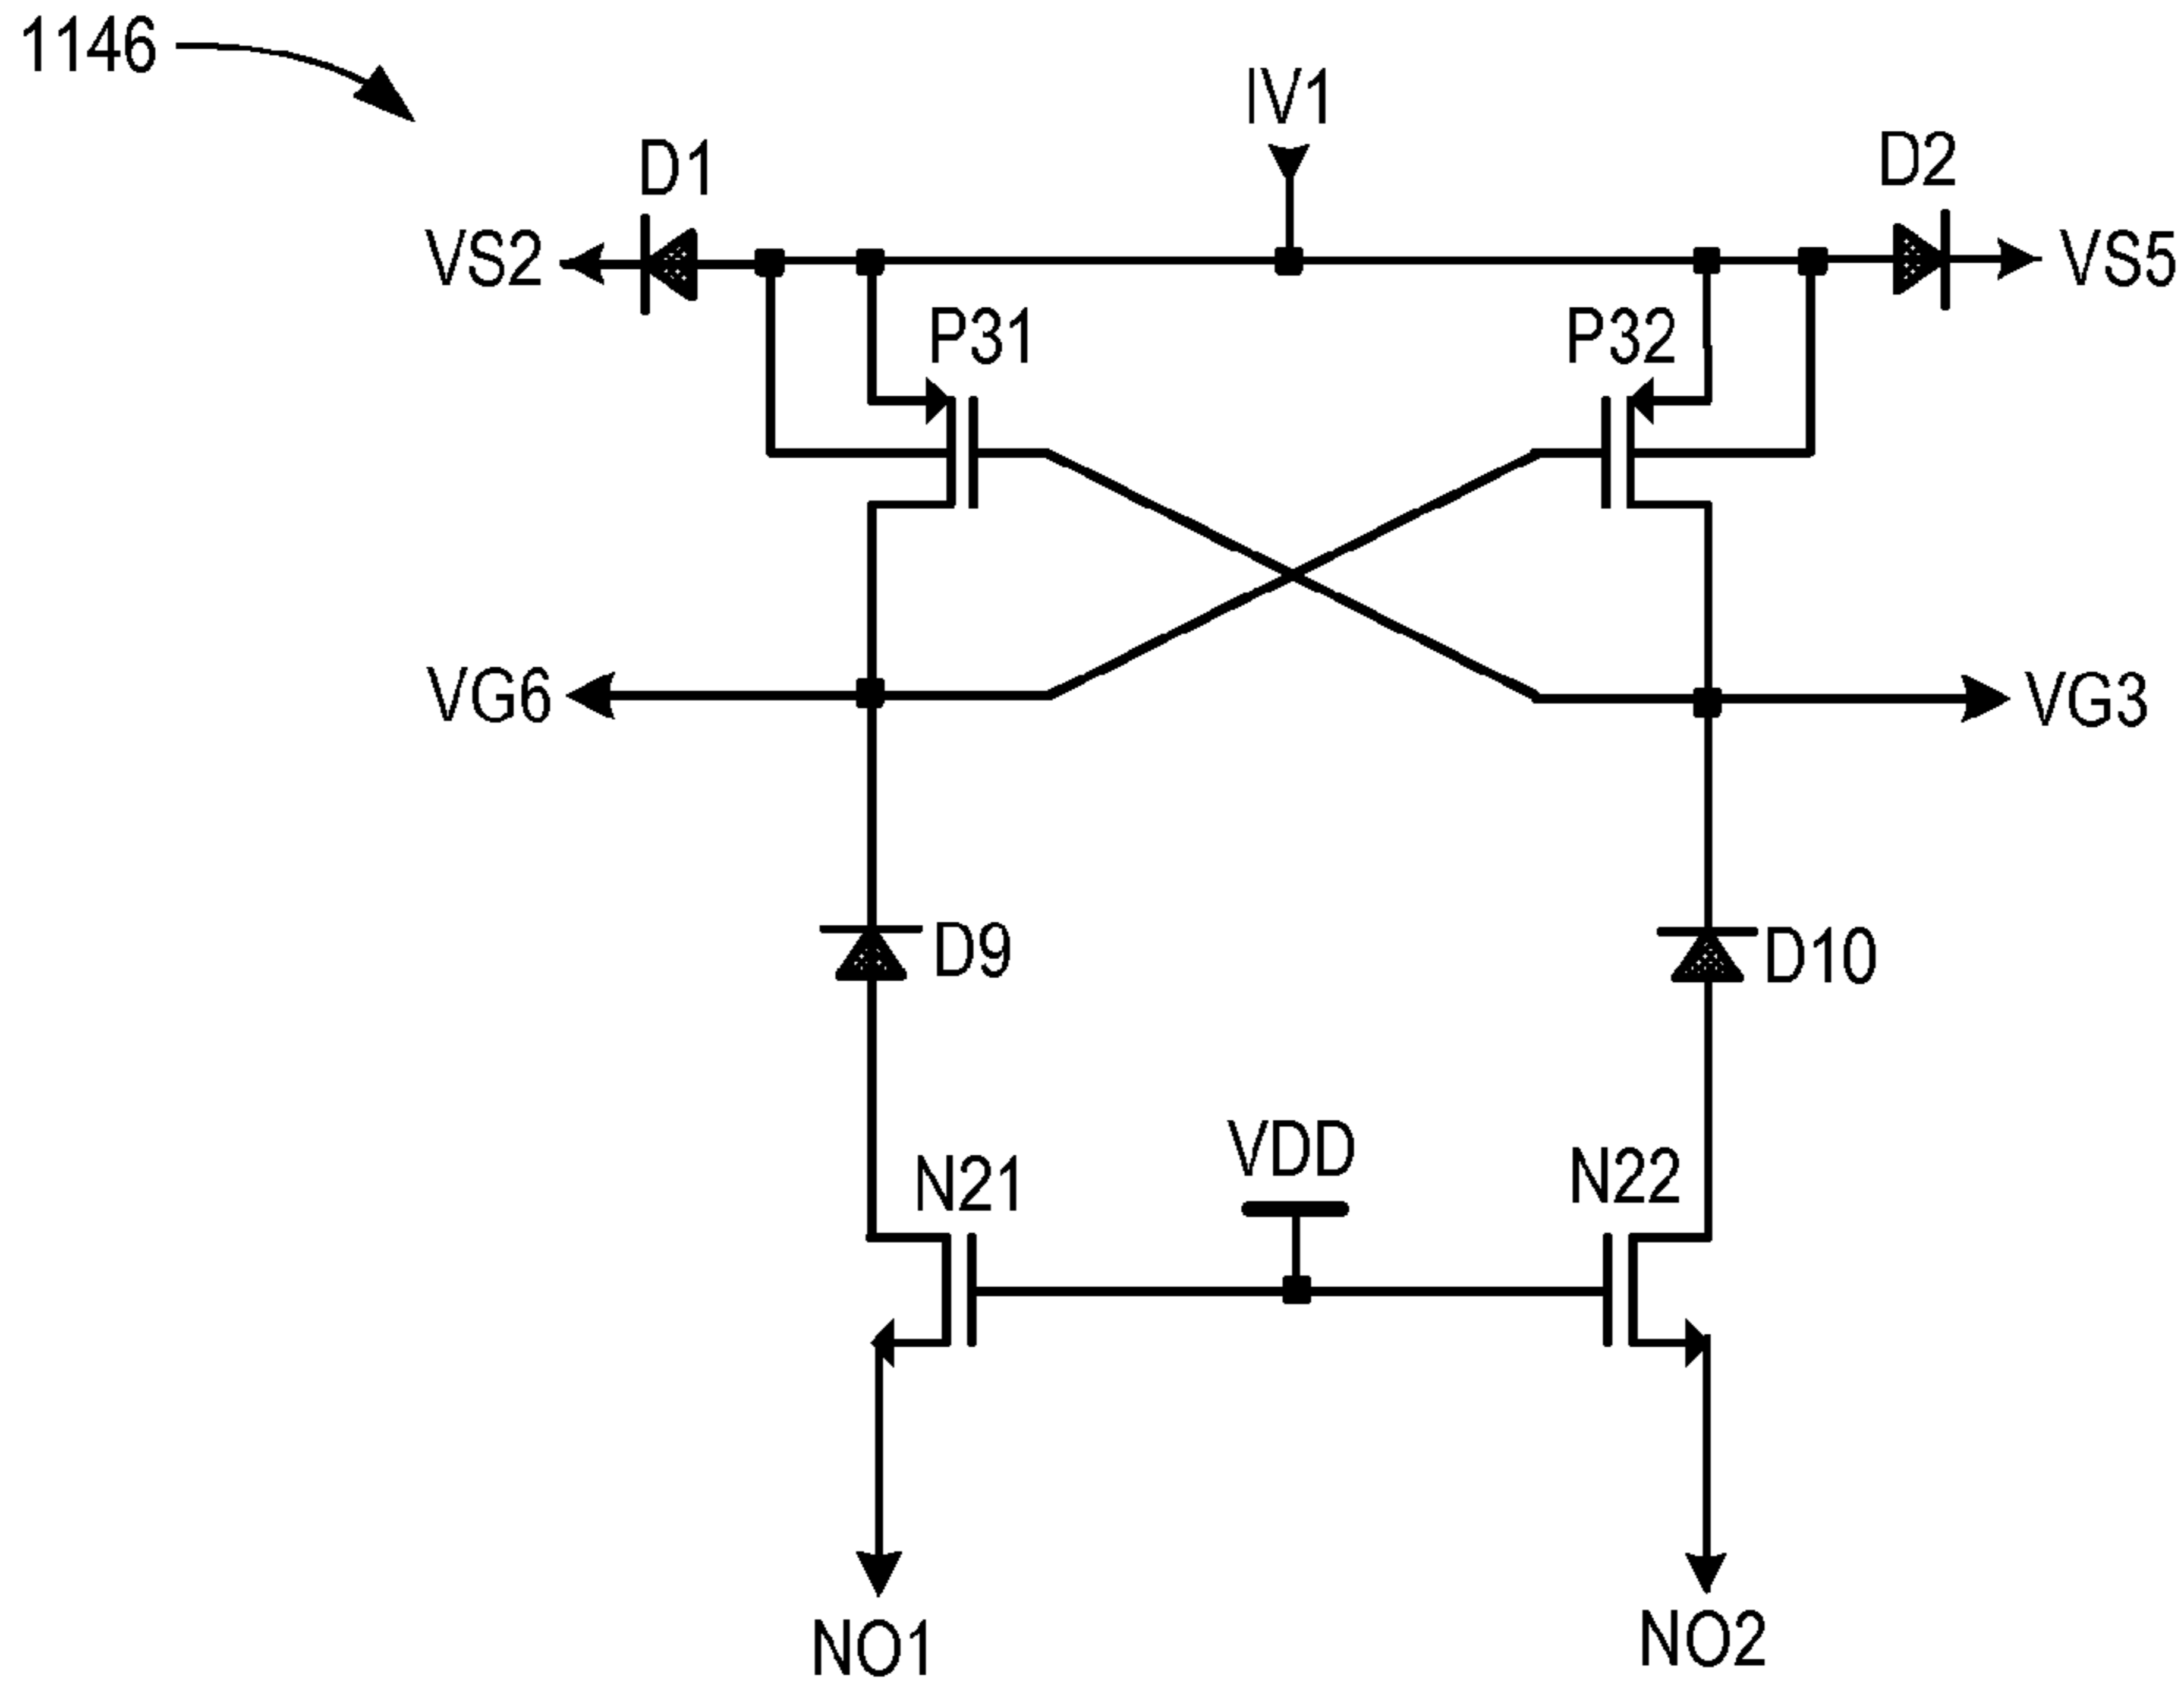 1146
IV1
D1
D2
VS2
VS5
P31
P32
VG6
VG3
D9
D10
VDD
N21
N22
NO1
NO2